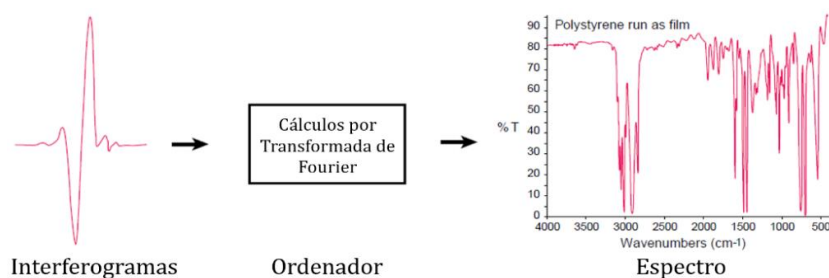 Polystyrene run as film
90
80
70
60
50
40
30
20
10
0
%T
4000 3500 3000 2500 2000 1500 1000 500
Wavenumbers (cm-1)
Cálculos por
Transformada de
Fourier
Interferogramas
Ordenador
Espectro